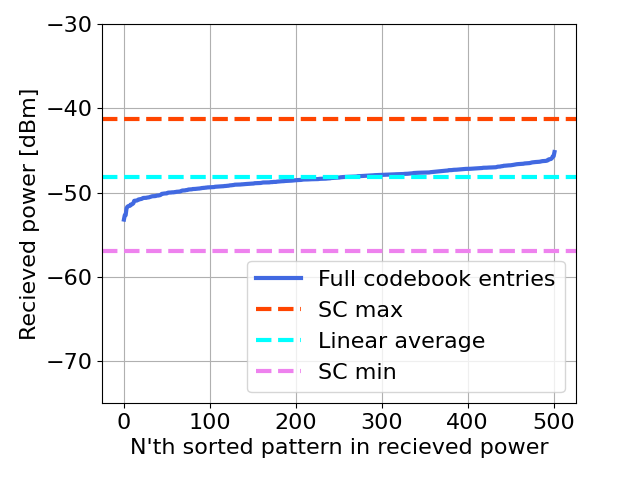 Recieved power [dBm]
−30
−40
−50
−60
−70
Full codebook entries
SC max
Linear average
SC min
0 100 200 300 400 500
N'th sorted pattern in recieved power